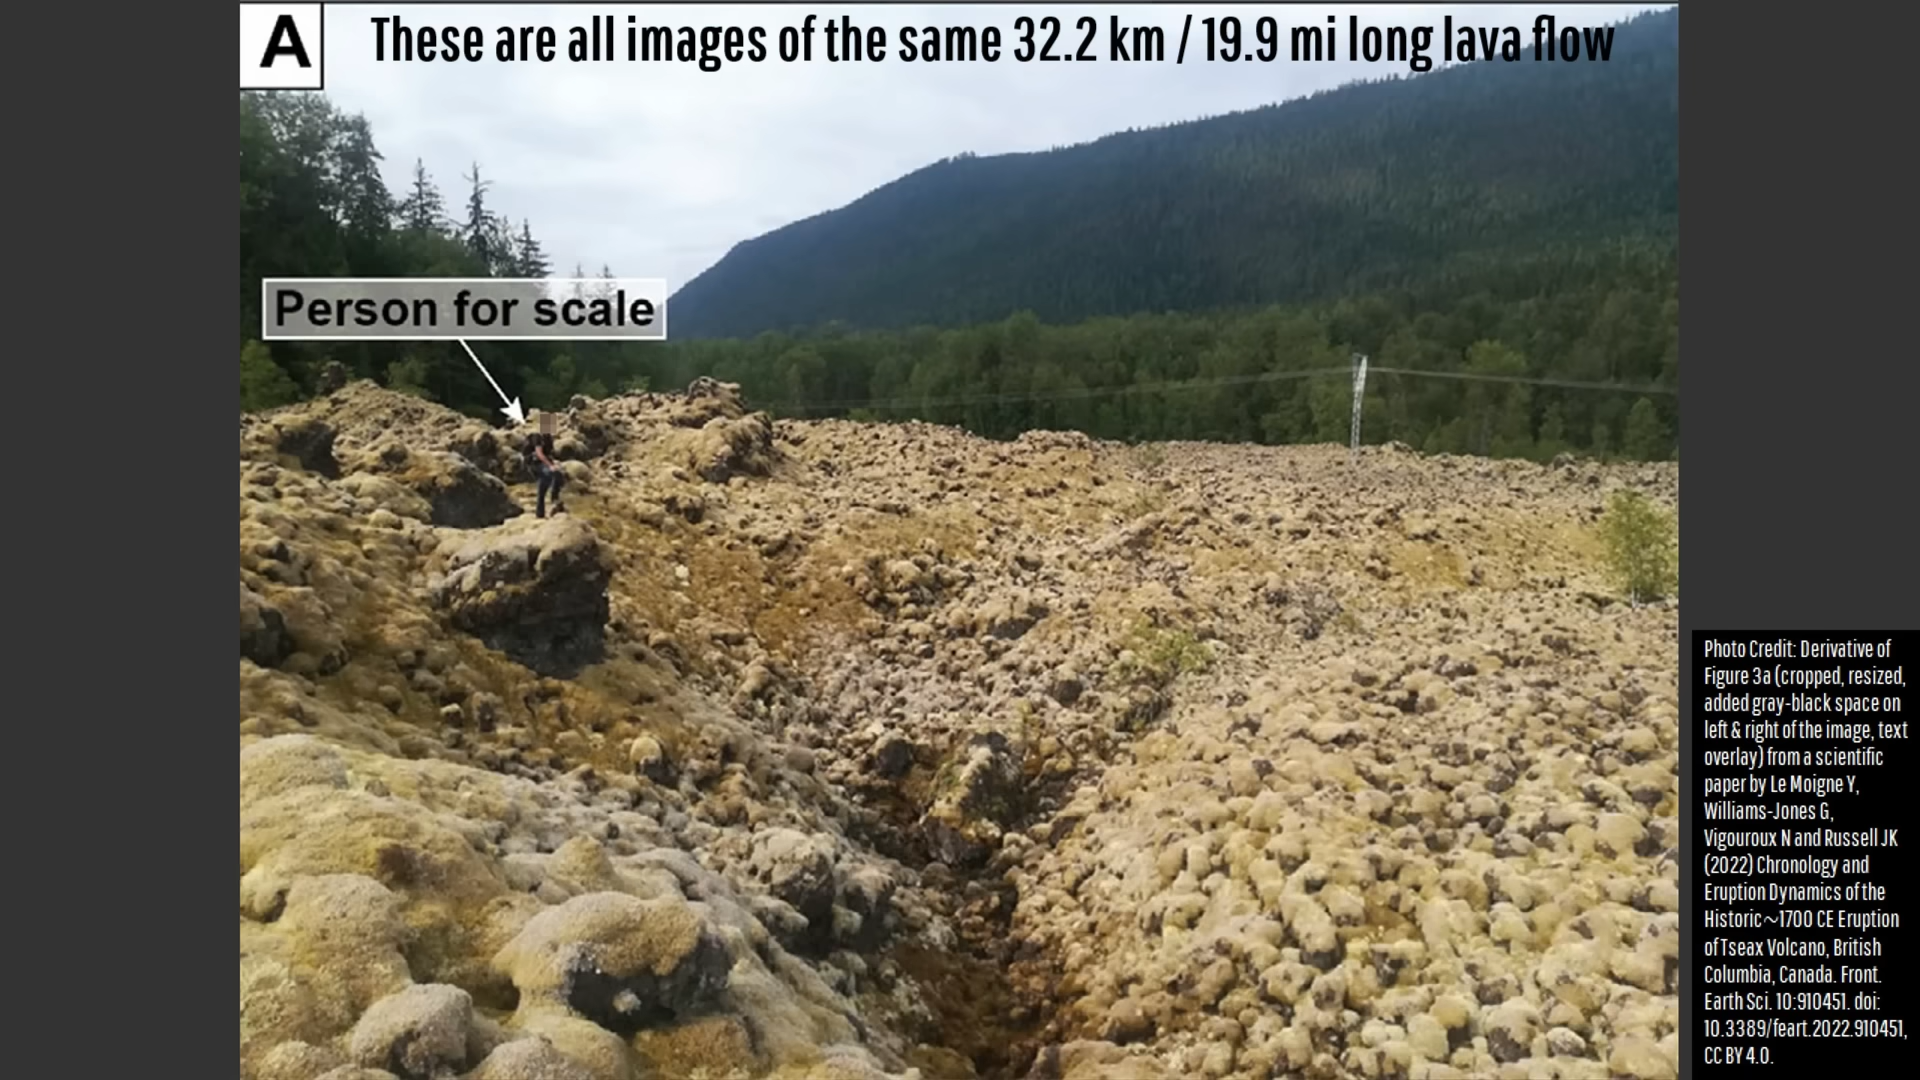 A
These are all images of the same 32.2 km / 19.9 mi long lava flow
Person for scale
Photo Credit: Derivative of
Figure 3a (cropped, resized,
added gray-black space on
left & right of the image, text
overlay) from a scientific
paper by Le Moigne Y,
Williams-Jones G,
Vigouroux N and Russell JK
(2022) Chronology and
Eruption Dynamics of the
Historic~1700 CE Eruption
of Tseax Volcano, British
Columbia, Canada. Front.
Earth Sci. 10:910451. doi:
10.3389/feart.2022.910451,
CC BY 4.0.